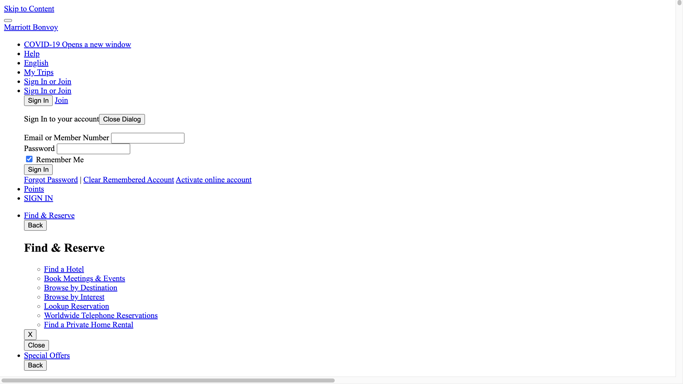 Skip to Content
Marriott Bonvoy
COVID-19 Opens a new window
Help
English
My Trips
Sign In or Join
Sign In or Join
Sign In Join
Sign In to your account Close Dialog
Email or Member Number
Password
Remember Me
Sign In
Forgot Password | Clear Remembered Account Activate online account
Points
SIGN IN
Find & Reserve
Back
Find & Reserve
Find a Hotel
Book Meetings & Events
Browse by Destination
Browse by Interest
Lookup Reservation
Worldwide Telephone Reservations
Find a Private Home Rental
X
Close
Special Offers
Back